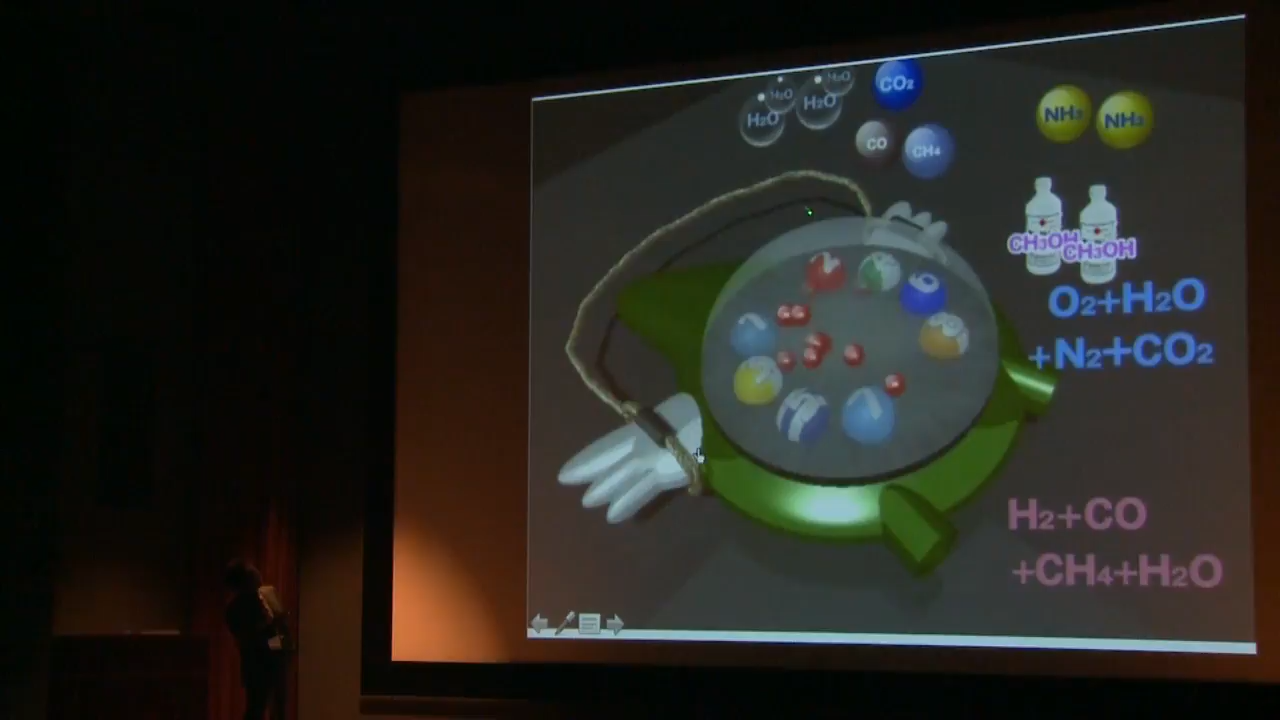 H₂O
H₂O
H₂O
H₂O
CO₂
CO
CH₄
NH₃
NH₃
CH₃OH
CH₃OH
O₂+H₂O
+N₂+CO₂
H₂+CO
+CH₄+H₂O